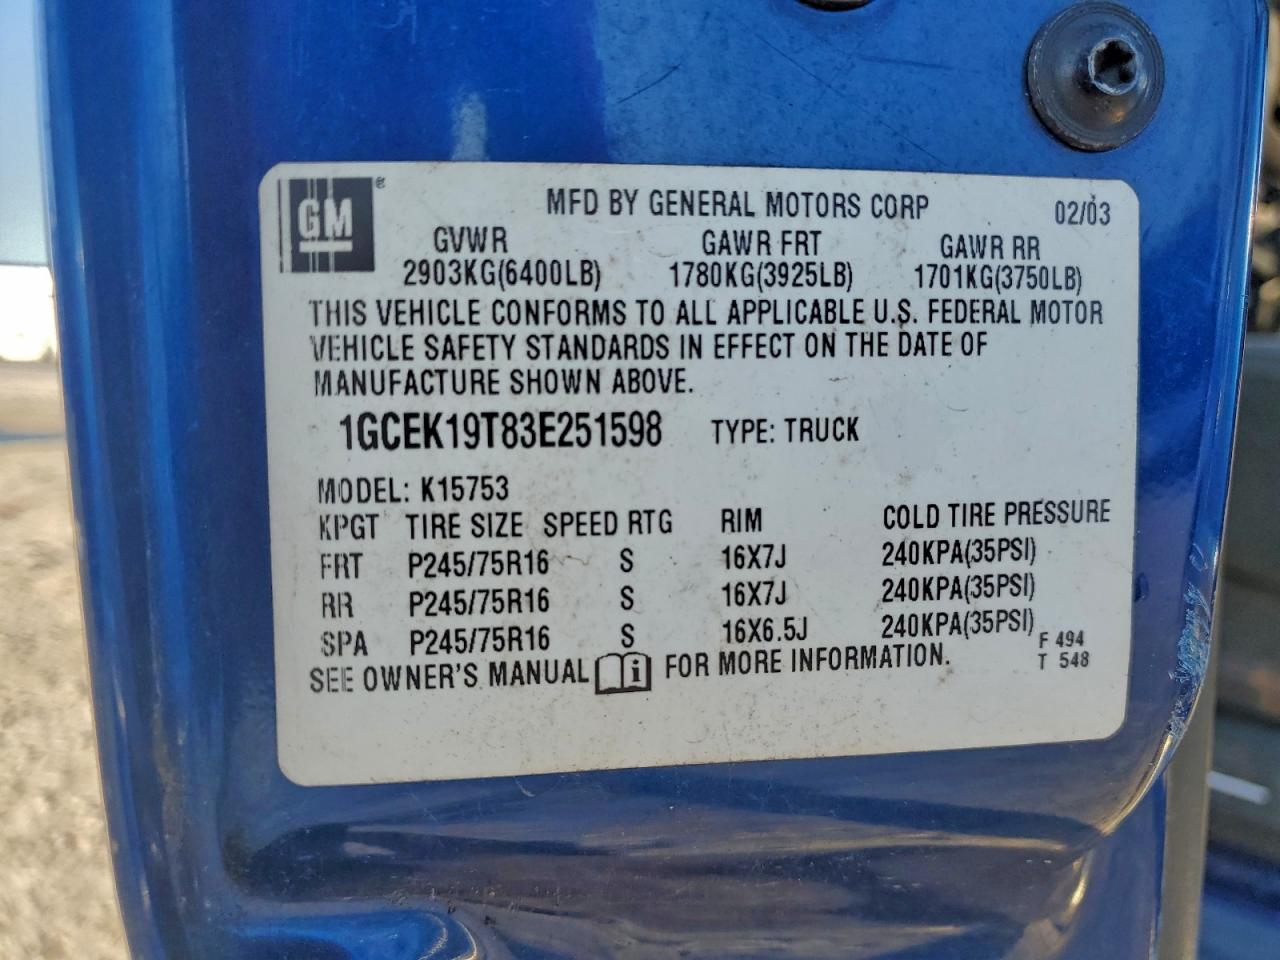 GM®
MFD BY GENERAL MOTORS CORP 02/03
GVWR GAWR FRT GAWR RR
2903KG(6400LB) 1780KG(3925LB) 1701KG(3750LB)
THIS VEHICLE CONFORMS TO ALL APPLICABLE U.S. FEDERAL MOTOR
VEHICLE SAFETY STANDARDS IN EFFECT ON THE DATE OF
MANUFACTURE SHOWN ABOVE.
1GCEK19T83E251598 TYPE: TRUCK
MODEL: K15753
KPGT TIRE SIZE SPEED RTG RIM COLD TIRE PRESSURE
FRT P245/75R16 S 16X7J 240KPA(35PSI)
RR P245/75R16 S 16X7J 240KPA(35PSI)
SPA P245/75R16 S 16X6.5J 240KPA(35PSI)
SEE OWNER'S MANUAL i FOR MORE INFORMATION.
F 494
T 548